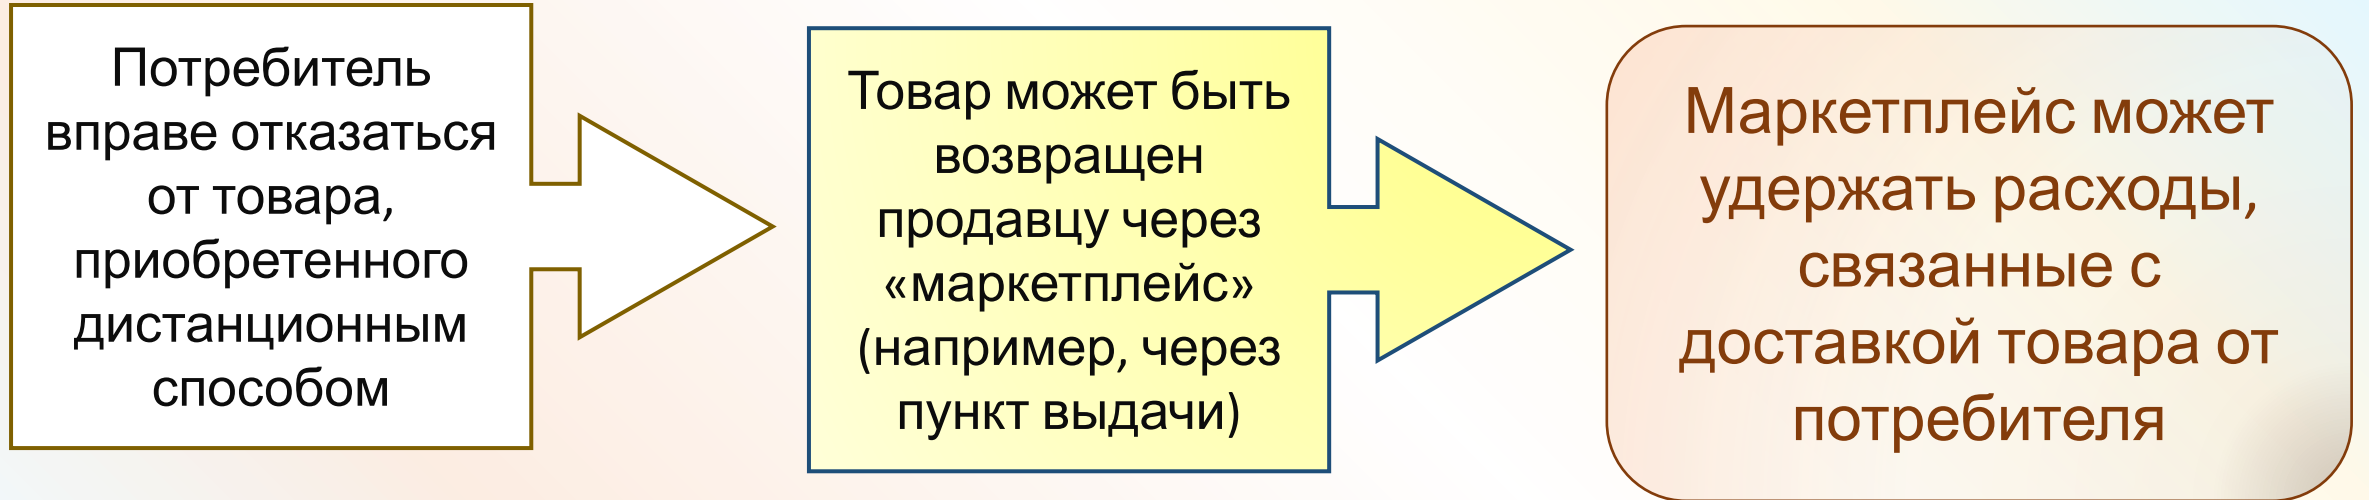 Потребитель
вправе отказаться
от товара,
приобретенного
дистанционным
способом
Товар может быть
возвращен
продавцу через
«маркетплейс»
(например, через
пункт выдачи)
Маркетплейс может
удержать расходы,
связанные с
доставкой товара от
потребителя